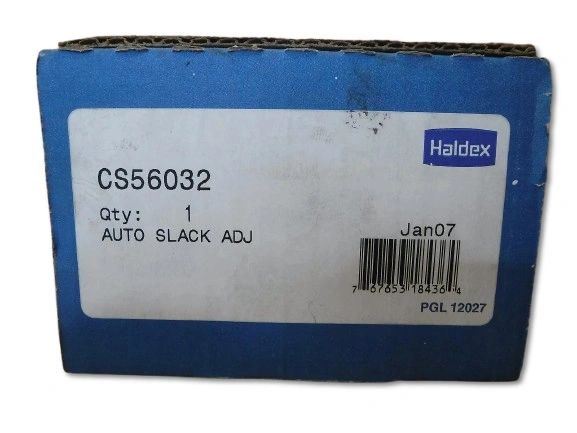 Haldex
CS56032
Qty: 1
AUTO SLACK ADJ
Jan07
7 67653 18436 4
PGL 12027